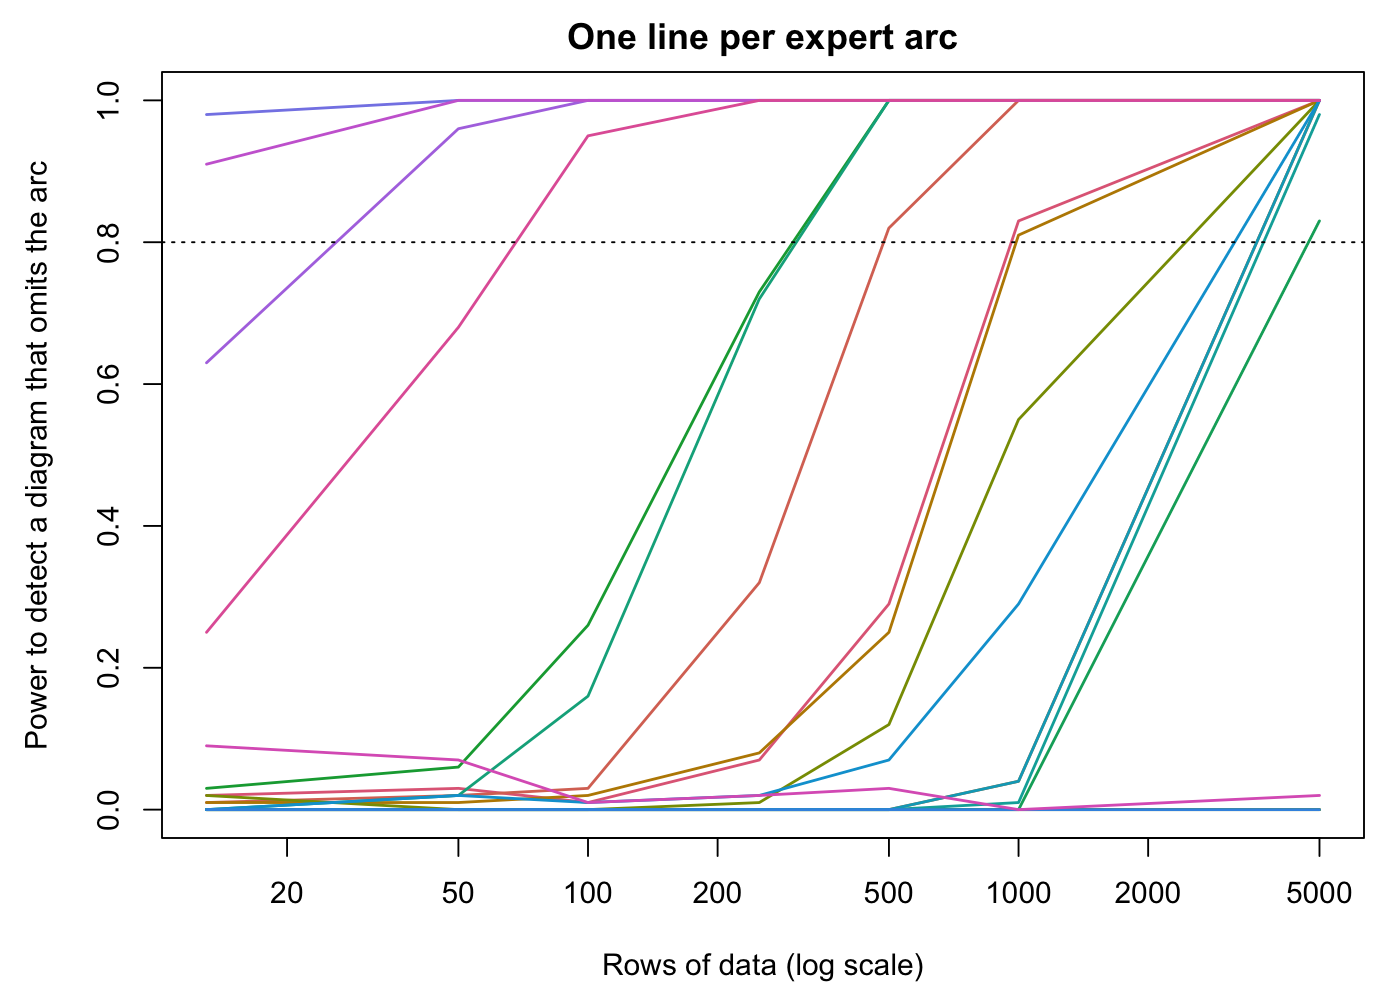 One line per expert arc
Power to detect a diagram that omits the arc
1.0
0.8
0.6
0.4
0.2
0.0
20 50 100 200 500 1000 2000 5000
Rows of data (log scale)